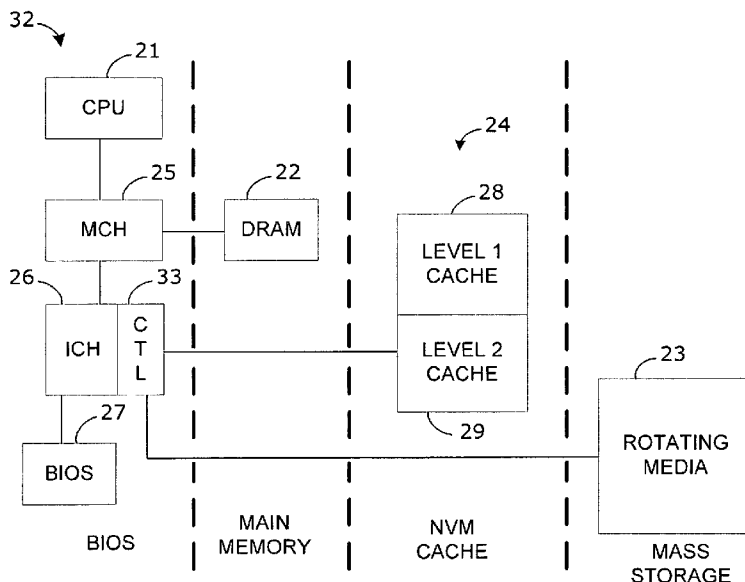 32
21
CPU
25
22
24
MCH
DRAM
28
26
33
LEVEL 1
CACHE
ICH
C
T
L
LEVEL 2
CACHE
23
27
29
BIOS
ROTATING
MEDIA
BIOS
MAIN
MEMORY
NVM
CACHE
MASS
STORAGE